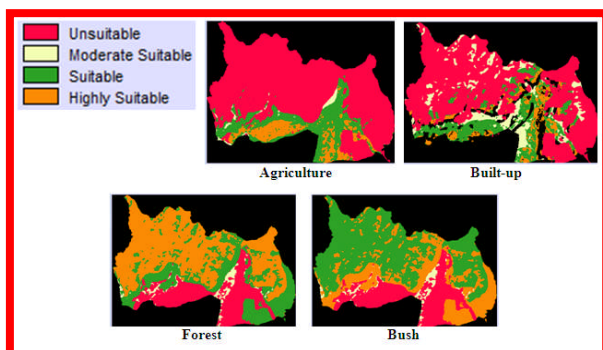 Unsuitable
Moderate Suitable
Suitable
Highly Suitable
Agriculture
Built-up
Forest
Bush